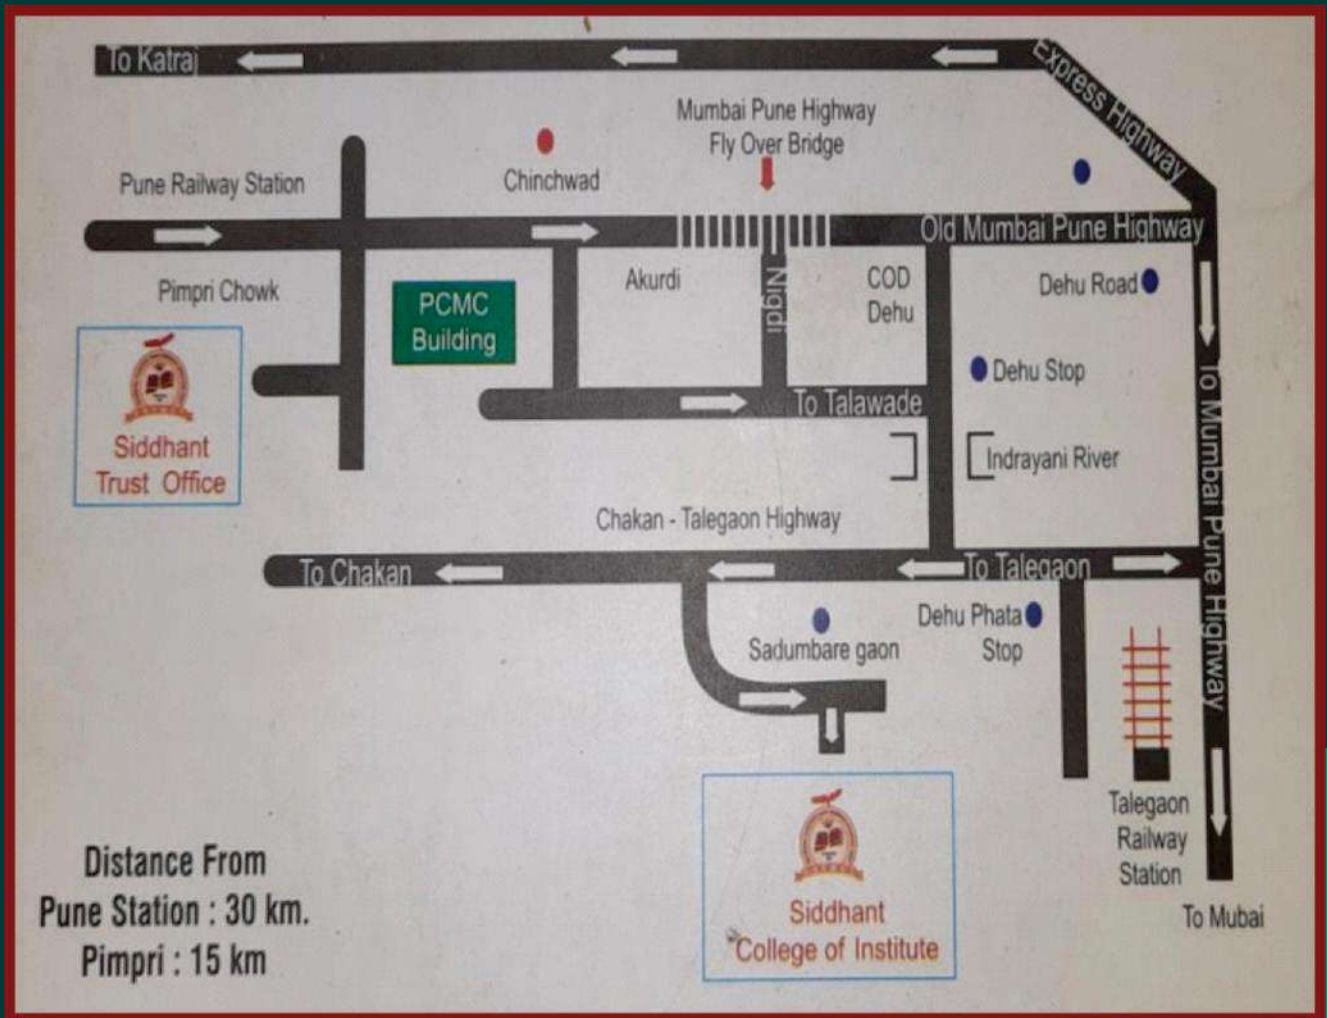 To Katraj
Express Highway
Mumbai Pune Highway
Fly Over Bridge
Pune Railway Station
Chinchwad
Old Mumbai Pune Highway
Pimpri Chowk
PCMC
Building
Akurdi
Nigdi
COD
Dehu
Dehu Road
Siddhant
Trust Office
Dehu Stop
To Talawade
Indrayani River
To Mumbai Pune Highway
Chakan - Talegaon Highway
To Chakan
To Talegaon
Sadumbare gaon
Dehu Phata
Stop
Talegaon
Railway
Station
To Mubai
Siddhant
College of Institute
Distance From
Pune Station : 30 km.
Pimpri : 15 km